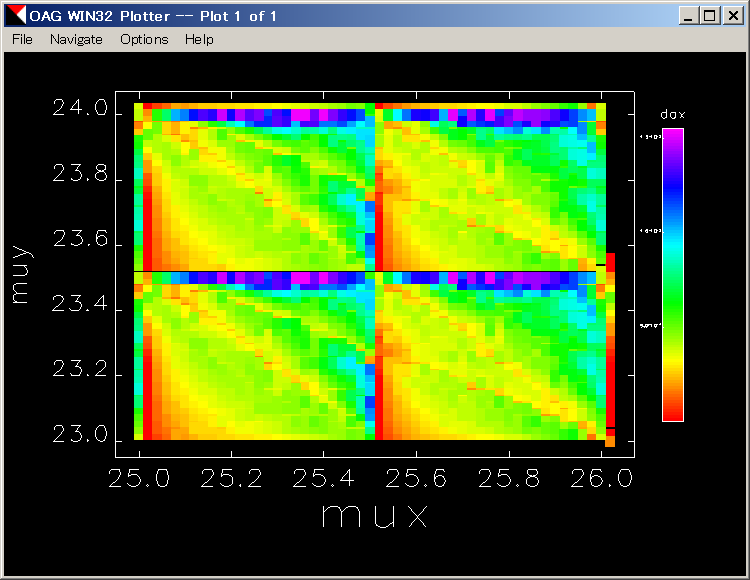 OAG WIN32 Plotter -- Plot 1 of 1
File Navigate Options Help
dax
24.0
23.8
23.6
23.4
23.2
23.0
muy
25.0 25.2 25.4 25.6 25.8 26.0
mux